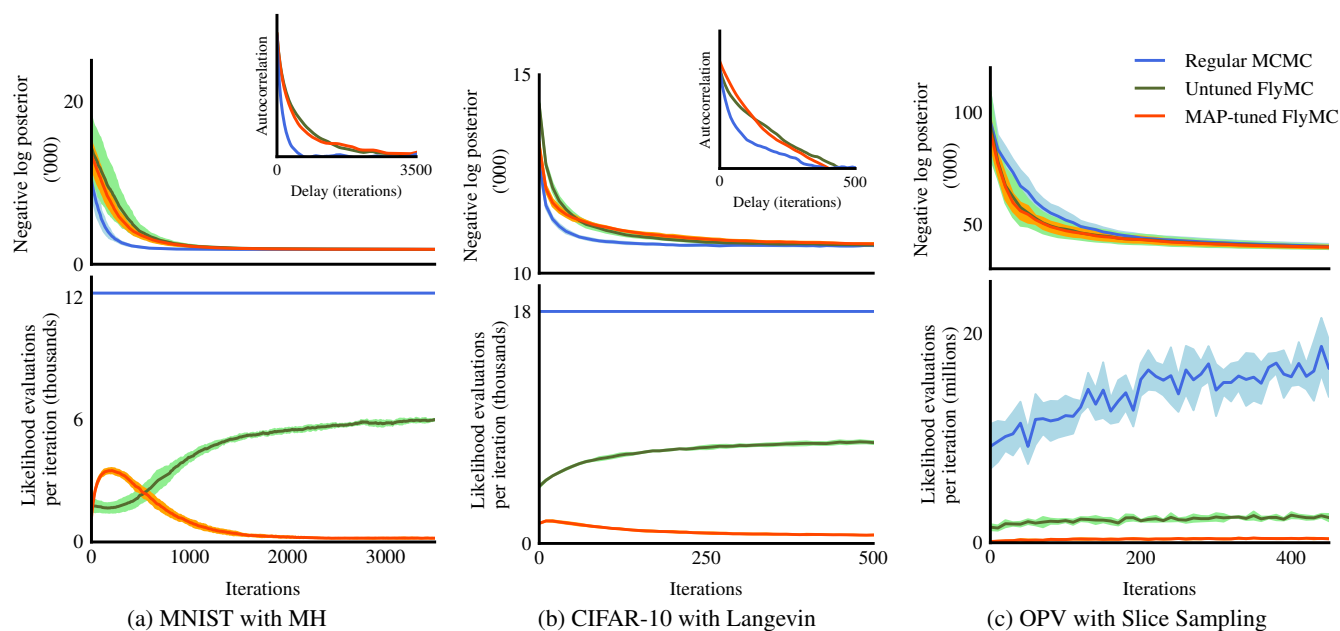 Negative log posterior
('000)
20
0
Autocorrelation
0
3500
Delay (iterations)
Likelihood evaluations
per iteration (thousands)
12
6
0
0
1000
2000
3000
Iterations
(a) MNIST with MH
Negative log posterior
('000)
15
10
Autocorrelation
0
500
Delay (iterations)
Likelihood evaluations
per iteration (thousands)
18
0
0
250
500
Iterations
(b) CIFAR-10 with Langevin
Regular MCMC
Untuned FlyMC
MAP-tuned FlyMC
Negative log posterior
('000)
100
50
Likelihood evaluations
per iteration (millions)
20
0
0
200
400
Iterations
(c) OPV with Slice Sampling